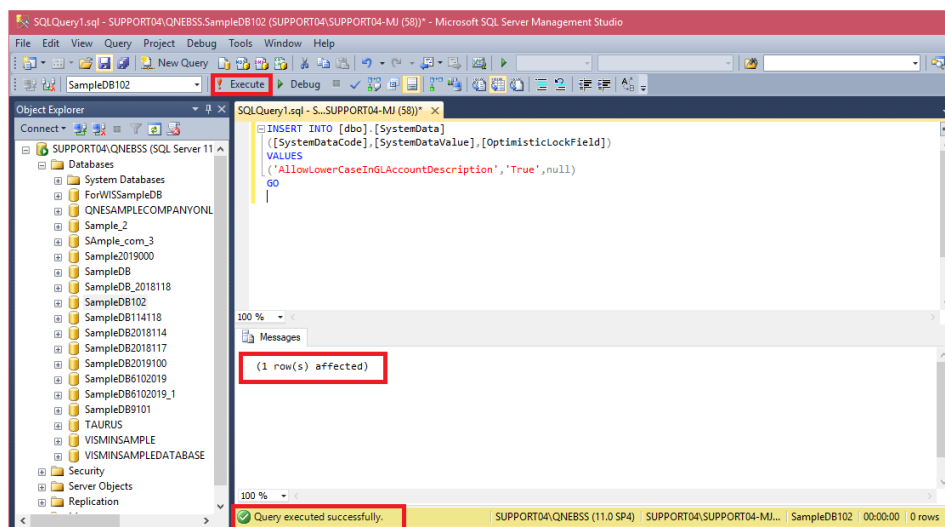 SQLQuery1.sql - SUPPORT04\QNEBSS.SampleDB102 (SUPPORT04\SUPPORT04-MJ (58))* - Microsoft SQL Server Management Studio
File Edit View Query Project Debug Tools Window Help
New Query
SampleDB102 Execute Debug
Object Explorer
Connect
SUPPORT04\QNEBSS (SQL Server 11
Databases
System Databases
ForWISSampleDB
QNESAMPLECOMPANYONL
Sample_2
SAmple_com_3
Sample2019000
SampleDB
SampleDB_2018118
SampleDB102
SampleDB114118
SampleDB2018114
SampleDB2018117
SampleDB2019100
SampleDB6102019
SampleDB6102019_1
SampleDB9101
TAURUS
VISMINSAMPLE
VISMINSAMPLEDATABASE
Security
Server Objects
Replication
SQLQuery1.sql - S...SUPPORT04-MJ (58))*
INSERT INTO [dbo].[SystemData]
([SystemDataCode],[SystemDataValue],[OptimisticLockField])
VALUES
('AllowLowerCaseInGLAccountDescription','True',null)
GO
100 %
Messages
(1 row(s) affected)
100 %
Query executed successfully. SUPPORT04\QNEBSS (11.0 SP4) SUPPORT04\SUPPORT04-MJ... SampleDB102 00:00:00 0 rows